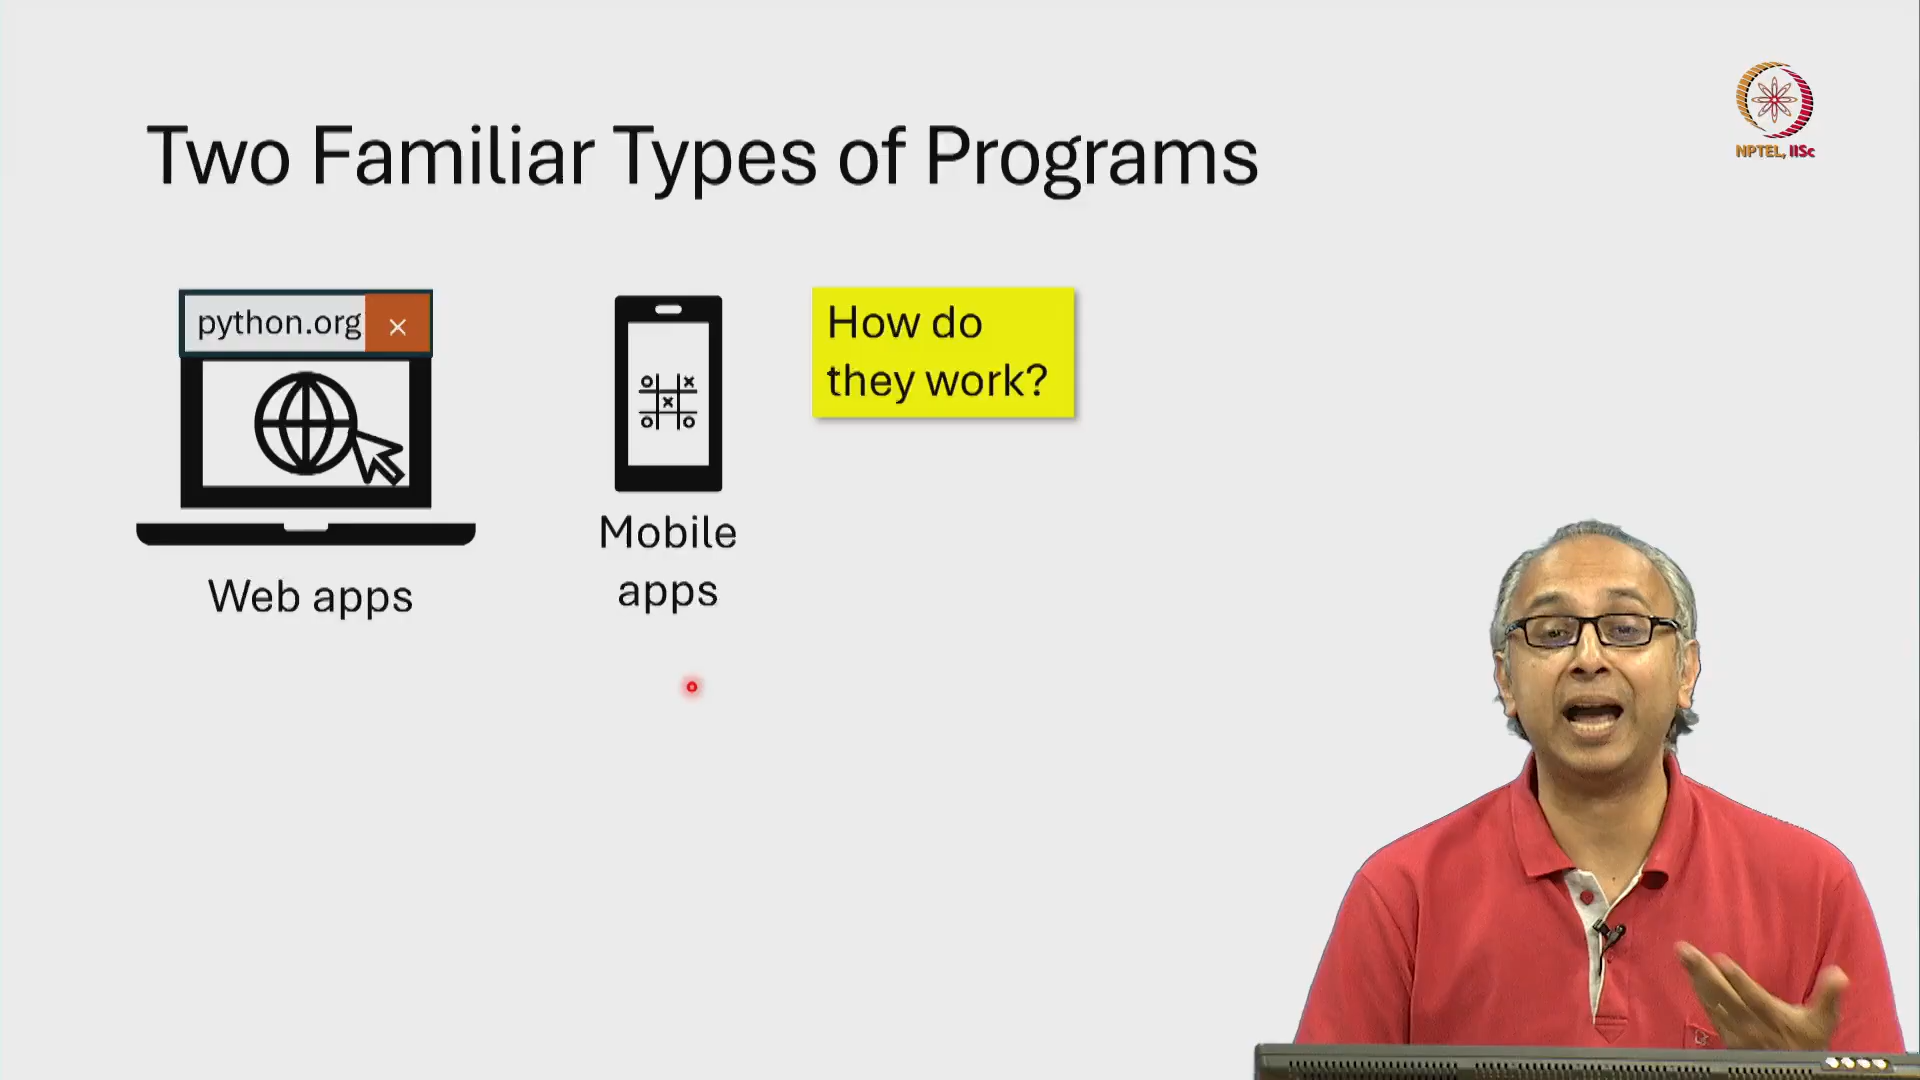 Two Familiar Types of Programs
NPTEL, IISc
python.org ×
How do
they work?
Web apps
Mobile
apps